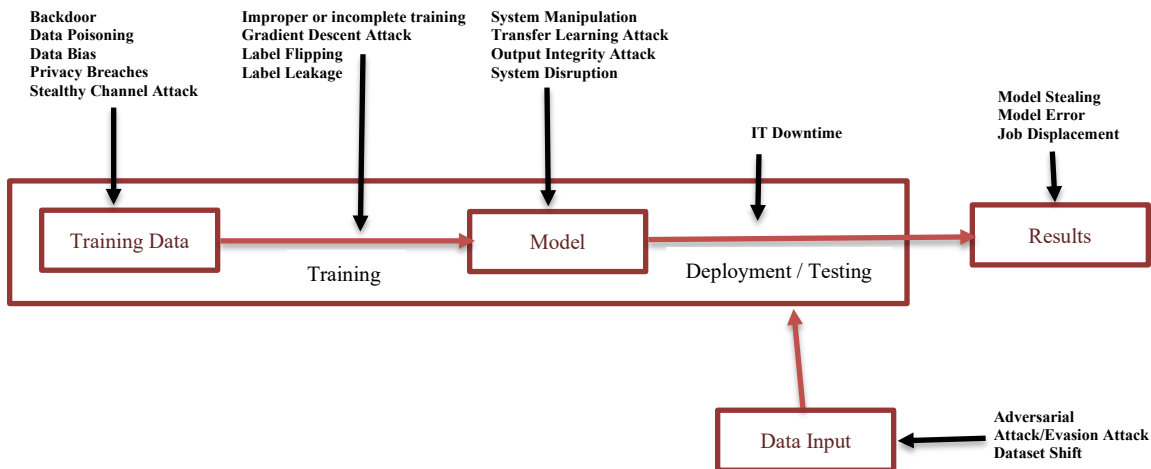 Backdoor
Data Poisoning
Data Bias
Privacy Breaches
Stealthy Channel Attack
Improper or incomplete training
Gradient Descent Attack
Label Flipping
Label Leakage
System Manipulation
Transfer Learning Attack
Output Integrity Attack
System Disruption
IT Downtime
Model Stealing
Model Error
Job Displacement
Training Data
Training
Model
Deployment / Testing
Results
Data Input
Adversarial
Attack/Evasion Attack
Dataset Shift